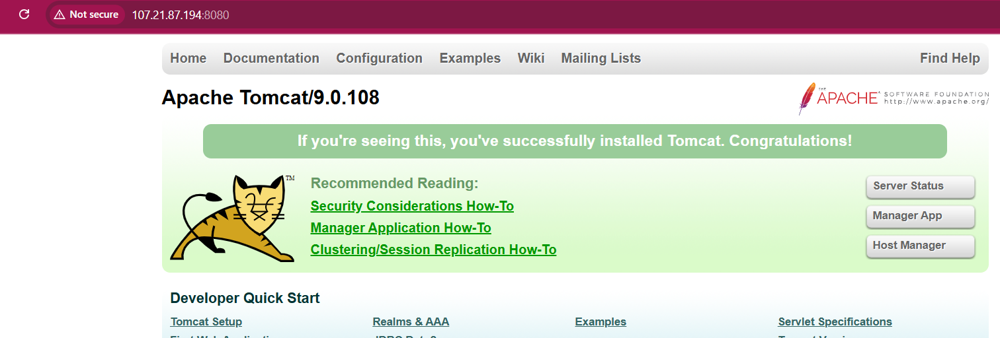 Not secure 107.21.87.194:8080
Home Documentation Configuration Examples Wiki Mailing Lists Find Help
Apache Tomcat/9.0.108
THE APACHE SOFTWARE FOUNDATION
http://www.apache.org/
If you're seeing this, you've successfully installed Tomcat. Congratulations!
TM
Recommended Reading:
Security Considerations How-To
Manager Application How-To
Clustering/Session Replication How-To
Server Status
Manager App
Host Manager
Developer Quick Start
Tomcat Setup Realms & AAA Examples Servlet Specifications